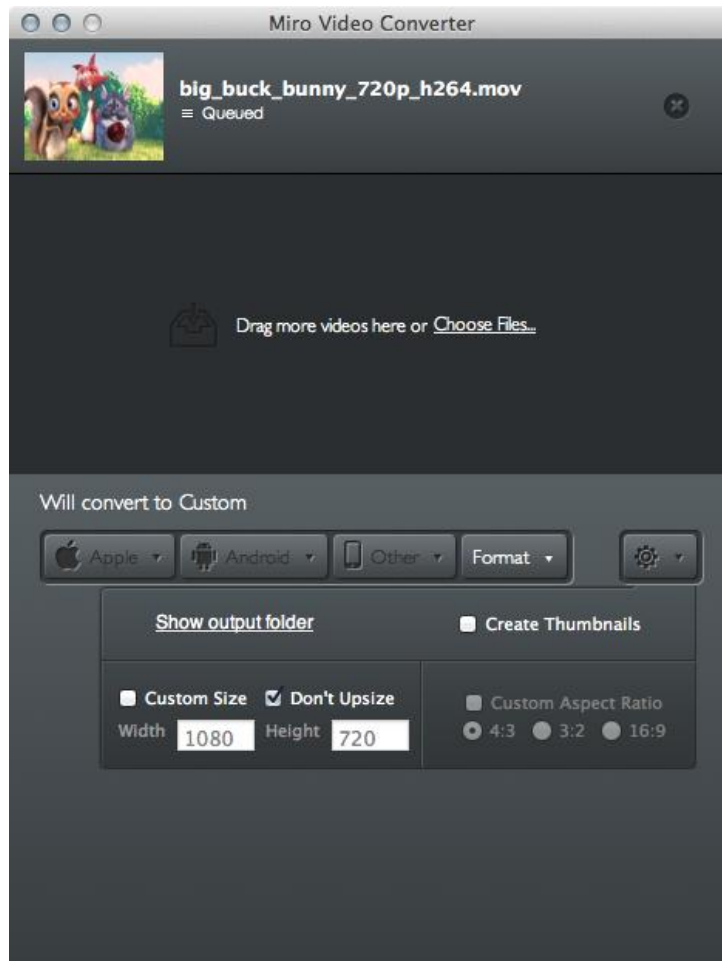 Miro Video Converter
big_buck_bunny_720p_h264.mov
≡ Queued
Drag more videos here or Choose Files...
Will convert to Custom
Apple Android Other Format
Show output folder Create Thumbnails
Custom Size Don't Upsize Custom Aspect Ratio
Width 1080 Height 720 4:3 3:2 16:9